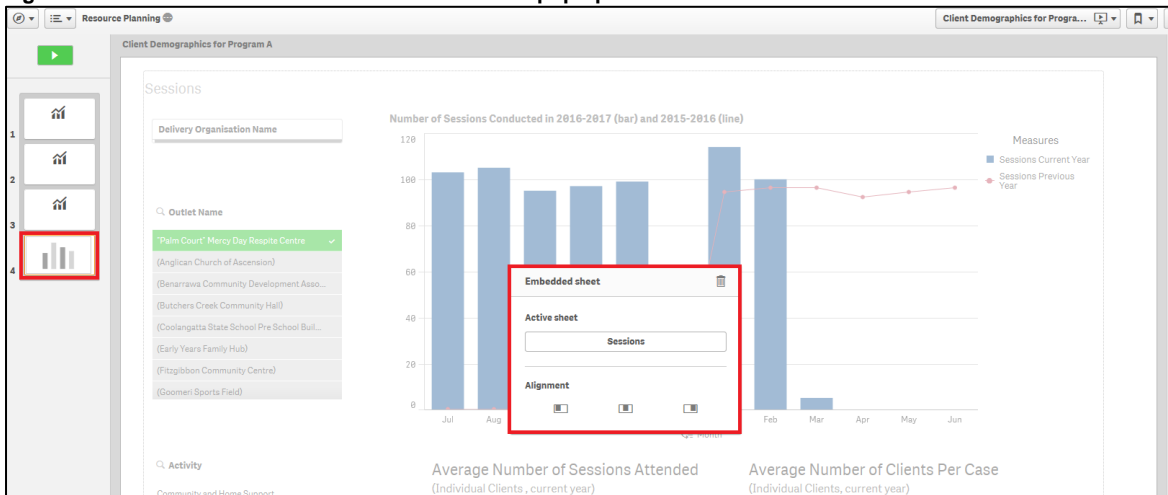 Resource Planning
Client Demographics for Progra...
Client Demographics for Program A
1
2
3
4
Sessions
Delivery Organisation Name
Outlet Name
"Palm Court" Mercy Day Respite Centre
(Anglican Church of Ascension)
(Benarrawa Community Development Asso...
(Butchers Creek Community Hall)
(Coolangatta State School Pre School Buil...
(Early Years Family Hub)
(Fitzgibbon Community Centre)
(Goomeri Sports Field)
Activity
Community and Home Support
Number of Sessions Conducted in 2016-2017 (bar) and 2015-2016 (line)
120
100
80
60
40
20
0
Jul
Aug
Feb
Mar
Apr
May
Jun
Month
Measures
Sessions Current Year
Sessions Previous
Year
Embedded sheet
Active sheet
Sessions
Alignment
Average Number of Sessions Attended
(Individual Clients , current year)
Average Number of Clients Per Case
(Individual Clients, current year)